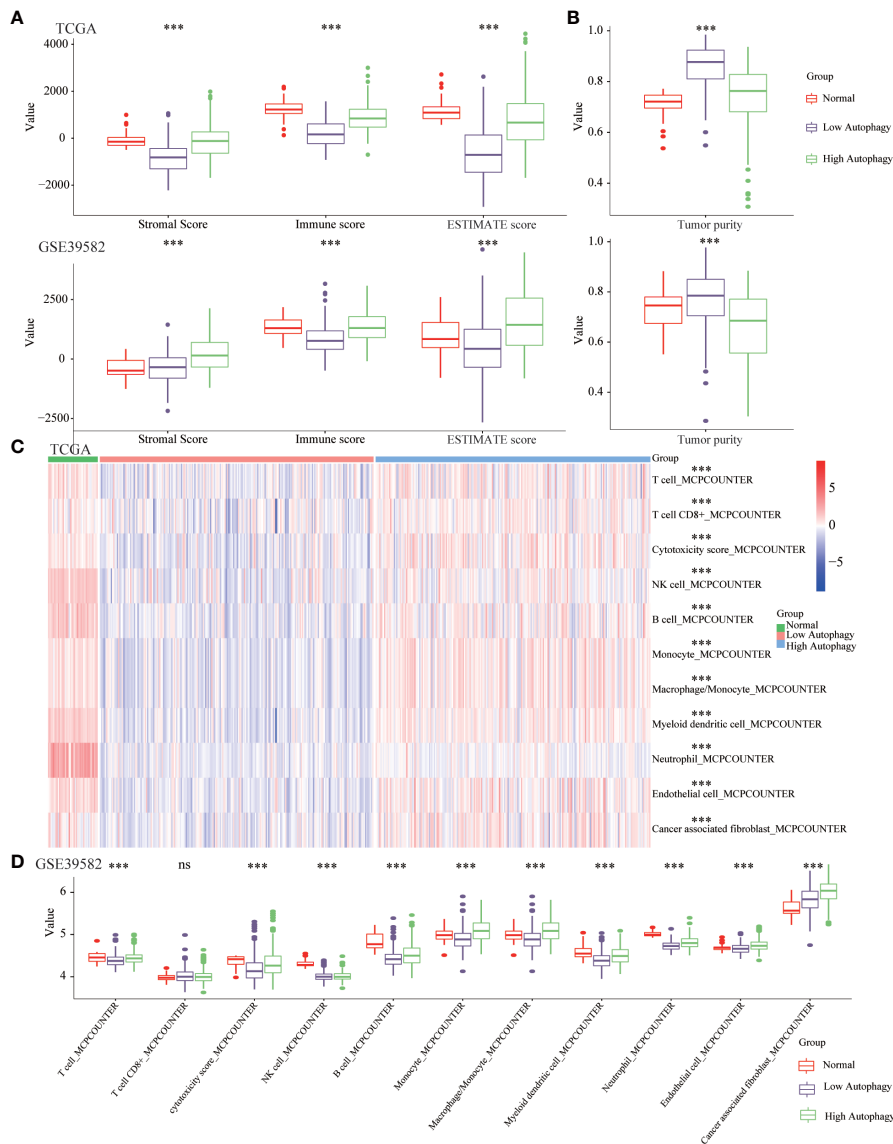 A
B
TCGA
***
***
***
***
Value
4000
2000
0
−2000
Stromal Score
Immune score
ESTIMATE score
1.0
0.8
0.6
0.4
Value
Tumor purity
Group
Normal
Low Autophagy
High Autophagy
GSE39582
***
***
***
***
Value
2500
0
−2500
Stromal Score
Immune Score
ESTIMATE score
1.0
0.8
0.6
0.4
Value
Tumor purity
C
TCGA
Group
***
T cell_MCPCOUNTER
***
T cell CD8+_MCPCOUNTER
***
Cytotoxicity score_MCPCOUNTER
***
NK cell_MCPCOUNTER
***
B cell_MCPCOUNTER
***
Monocyte_MCPCOUNTER
***
Macrophage/Monocyte_MCPCOUNTER
***
Myeloid dendritic cell_MCPCOUNTER
***
Neutrophil_MCPCOUNTER
***
Endothelial cell_MCPCOUNTER
***
Cancer associated fibroblast_MCPCOUNTER
5
0
−5
Group
Normal
Low Autophagy
High Autophagy
D
GSE39582
*** ns *** *** *** *** *** *** *** *** ***
Value
6
5
4
T cell_MCPCOUNTER
T cell CD8+_MCPCOUNTER
cytotoxicity score_MCPCOUNTER
NK cell_MCPCOUNTER
B cell_MCPCOUNTER
Monocyte_MCPCOUNTER
Macrophage/Monocyte_MCPCOUNTER
Myeloid dendritic cell_MCPCOUNTER
Neutrophil_MCPCOUNTER
Endothelial cell_MCPCOUNTER
Cancer associated fibroblast_MCPCOUNTER
Group
Normal
Low Autophagy
High Autophagy